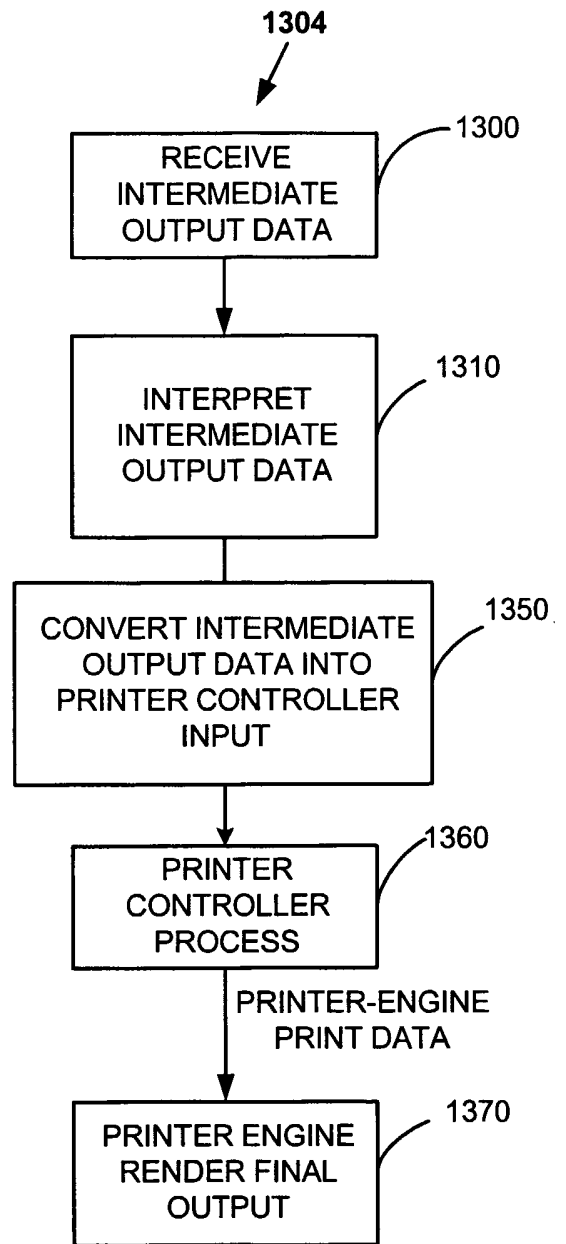 1304
1300
RECEIVE
INTERMEDIATE
OUTPUT DATA
1310
INTERPRET
INTERMEDIATE
OUTPUT DATA
1350
CONVERT INTERMEDIATE
OUTPUT DATA INTO
PRINTER CONTROLLER
INPUT
1360
PRINTER
CONTROLLER
PROCESS
PRINTER-ENGINE
PRINT DATA
1370
PRINTER ENGINE
RENDER FINAL
OUTPUT